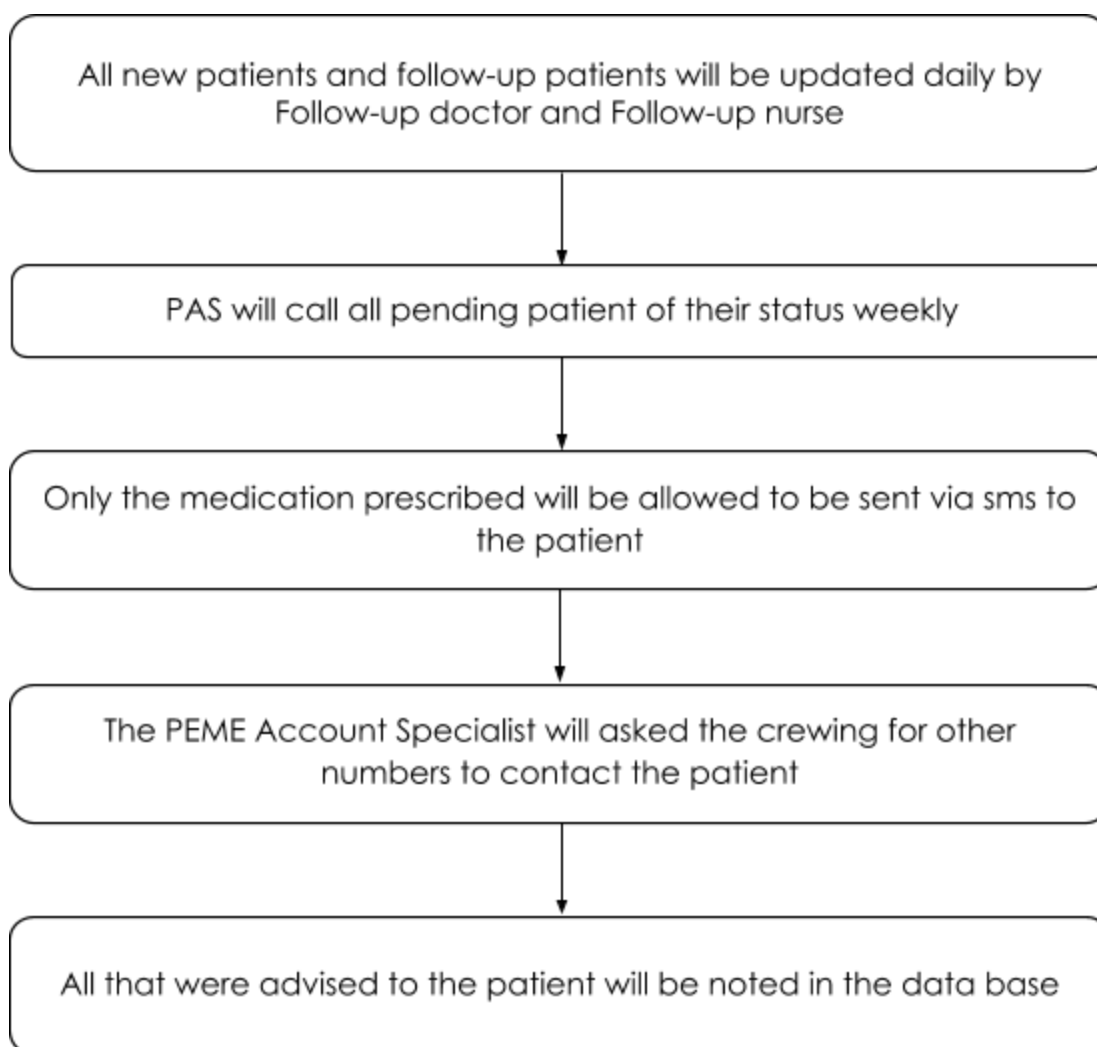 All new patients and follow-up patients will be updated daily by
Follow-up doctor and Follow-up nurse
PAS will call all pending patient of their status weekly
Only the medication prescribed will be allowed to be sent via sms to
the patient
The PEME Account Specialist will asked the crewing for other
numbers to contact the patient
All that were advised to the patient will be noted in the data base